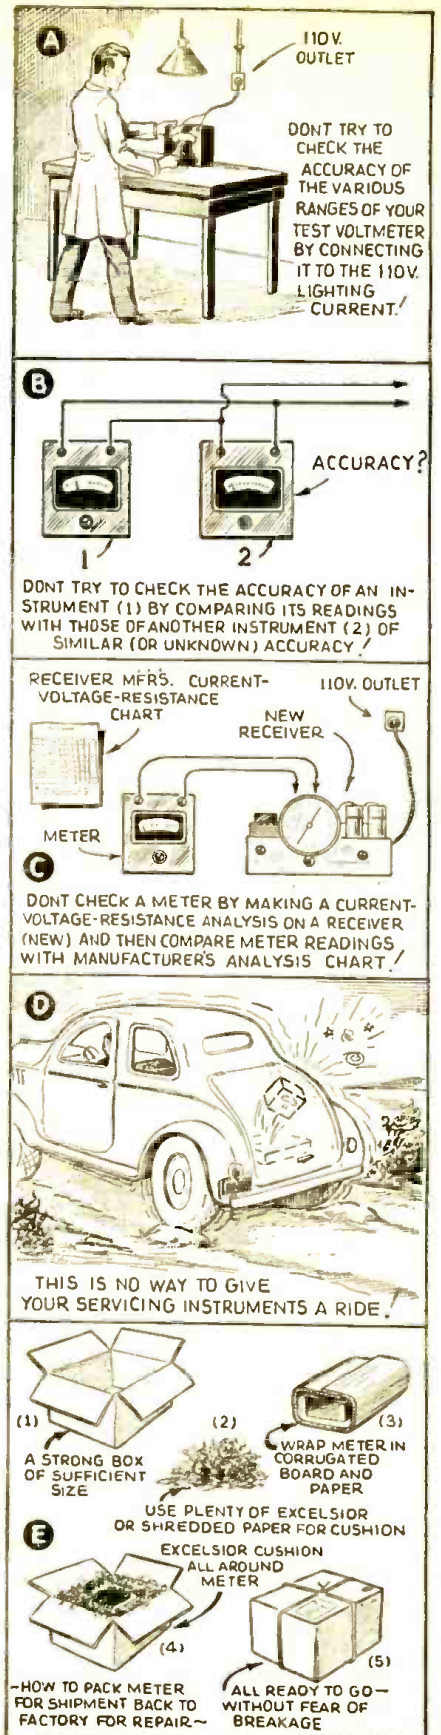 A
110V.
OUTLET
DONT TRY TO
CHECK THE
ACCURACY OF
THE VARIOUS
RANGES OF YOUR
TEST VOLTMETER
BY CONNECTING
IT TO THE 110V.
LIGHTING
CURRENT!
B
ACCURACY?
1
2
DONT TRY TO CHECK THE ACCURACY OF AN IN-
STRUMENT (1) BY COMPARING ITS READINGS
WITH THOSE OF ANOTHER INSTRUMENT (2) OF
SIMILAR (OR UNKNOWN) ACCURACY!
RECEIVER MFR'S. CURRENT-
VOLTAGE-RESISTANCE
CHART
110V. OUTLET
NEW
RECEIVER
METER
C
DONT CHECK A METER BY MAKING A CURRENT-
VOLTAGE-RESISTANCE ANALYSIS ON A RECEIVER
(NEW) AND THEN COMPARE METER READINGS
WITH MANUFACTURER'S ANALYSIS CHART!
D
THIS IS NO WAY TO GIVE
YOUR SERVICING INSTRUMENTS A RIDE!
(1)
A STRONG BOX
OF SUFFICIENT
SIZE
(2)
USE PLENTY OF EXCELSIOR
OR SHREDDED PAPER FOR CUSHION
(3)
WRAP METER IN
CORRUGATED
BOARD AND
PAPER
E
EXCELSIOR CUSHION
ALL AROUND
METER
(4)
(5)
~HOW TO PACK METER
FOR SHIPMENT BACK TO
FACTORY FOR REPAIR~
ALL READY TO GO—
WITHOUT FEAR OF
BREAKAGE